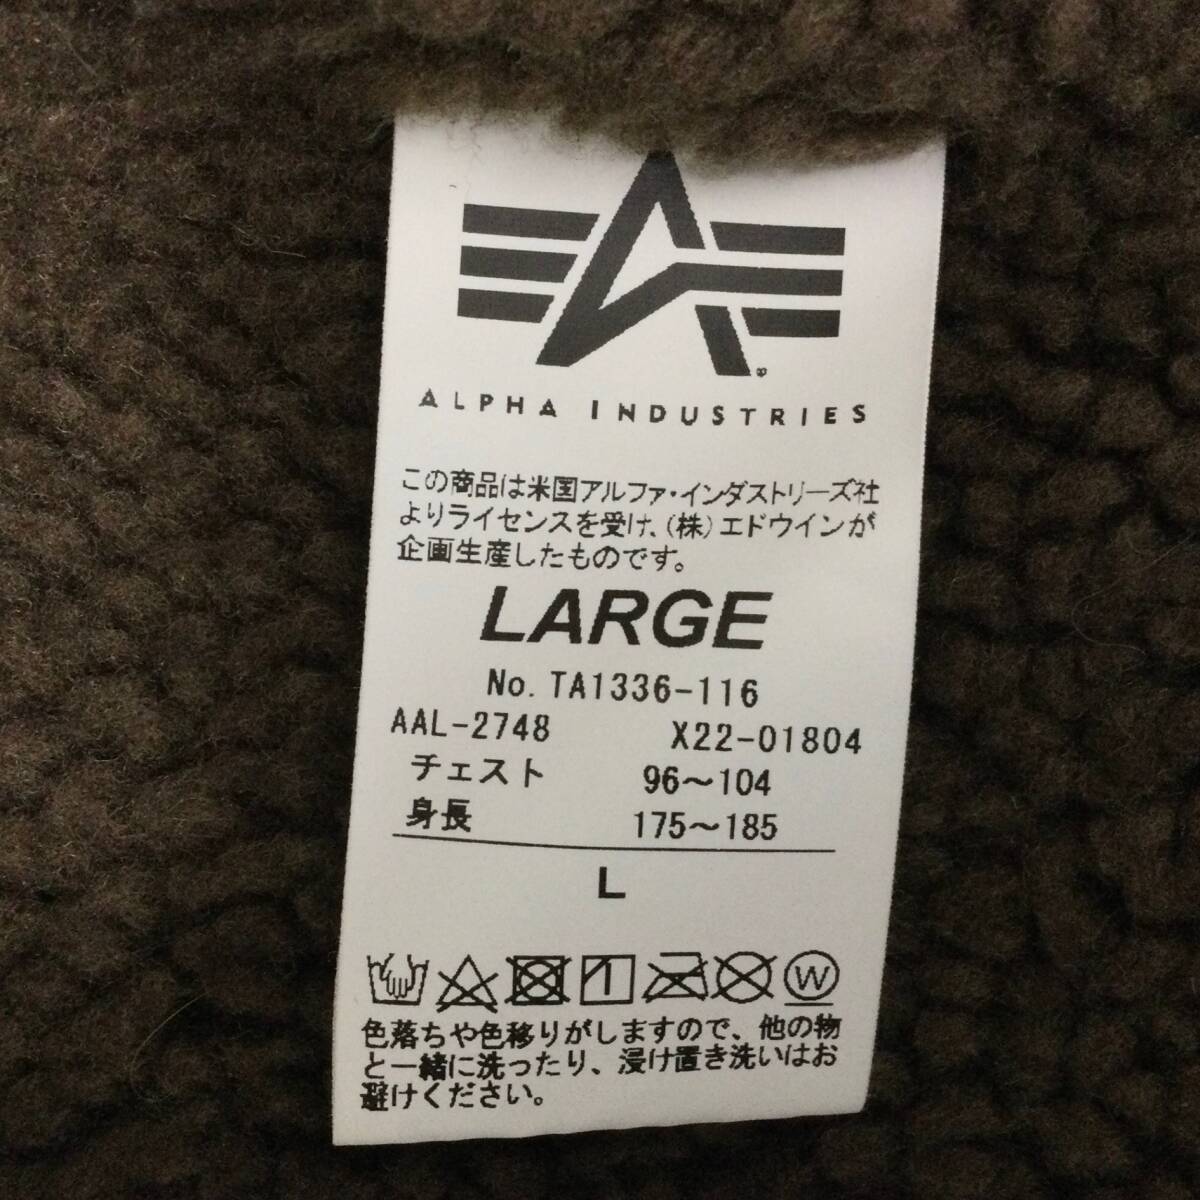 ALPHA INDUSTRIES
この商品は米国アルファ・インダストリーズ社
よりライセンスを受け、(株)エドウインが
企画生産したものです。
LARGE
No. TA1336-116
AAL-2748 X22-01804
チェスト 96～104
身長 175～185
L
W
色落ちや色移りがしますので、他の物
と一緒に洗ったり、浸け置き洗いはお
避けください。